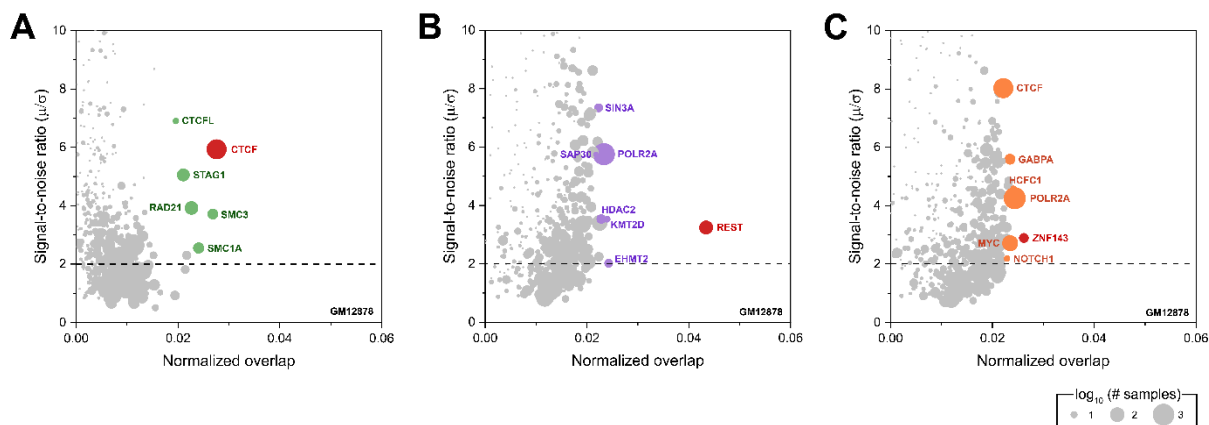 A
Signal-to-noise ratio (μ/σ)
10
8
6
4
2
0
CTCFL
CTCF
STAG1
RAD21
SMC3
SMC1A
GM12878
0.00
0.02
0.04
0.06
Normalized overlap
B
Signal-to-noise ratio (μ/σ)
10
8
6
4
2
0
SIN3A
SAP30
POLR2A
HDAC2
KMT2D
REST
EHMT2
GM12878
0.00
0.02
0.04
0.06
Normalized overlap
C
Signal-to-noise ratio (μ/σ)
10
8
6
4
2
0
CTCF
GABPA
HCFC1
POLR2A
ZNF143
MYC
NOTCH1
GM12878
0.00
0.02
0.04
0.06
Normalized overlap
log10 (# samples)
1 2 3